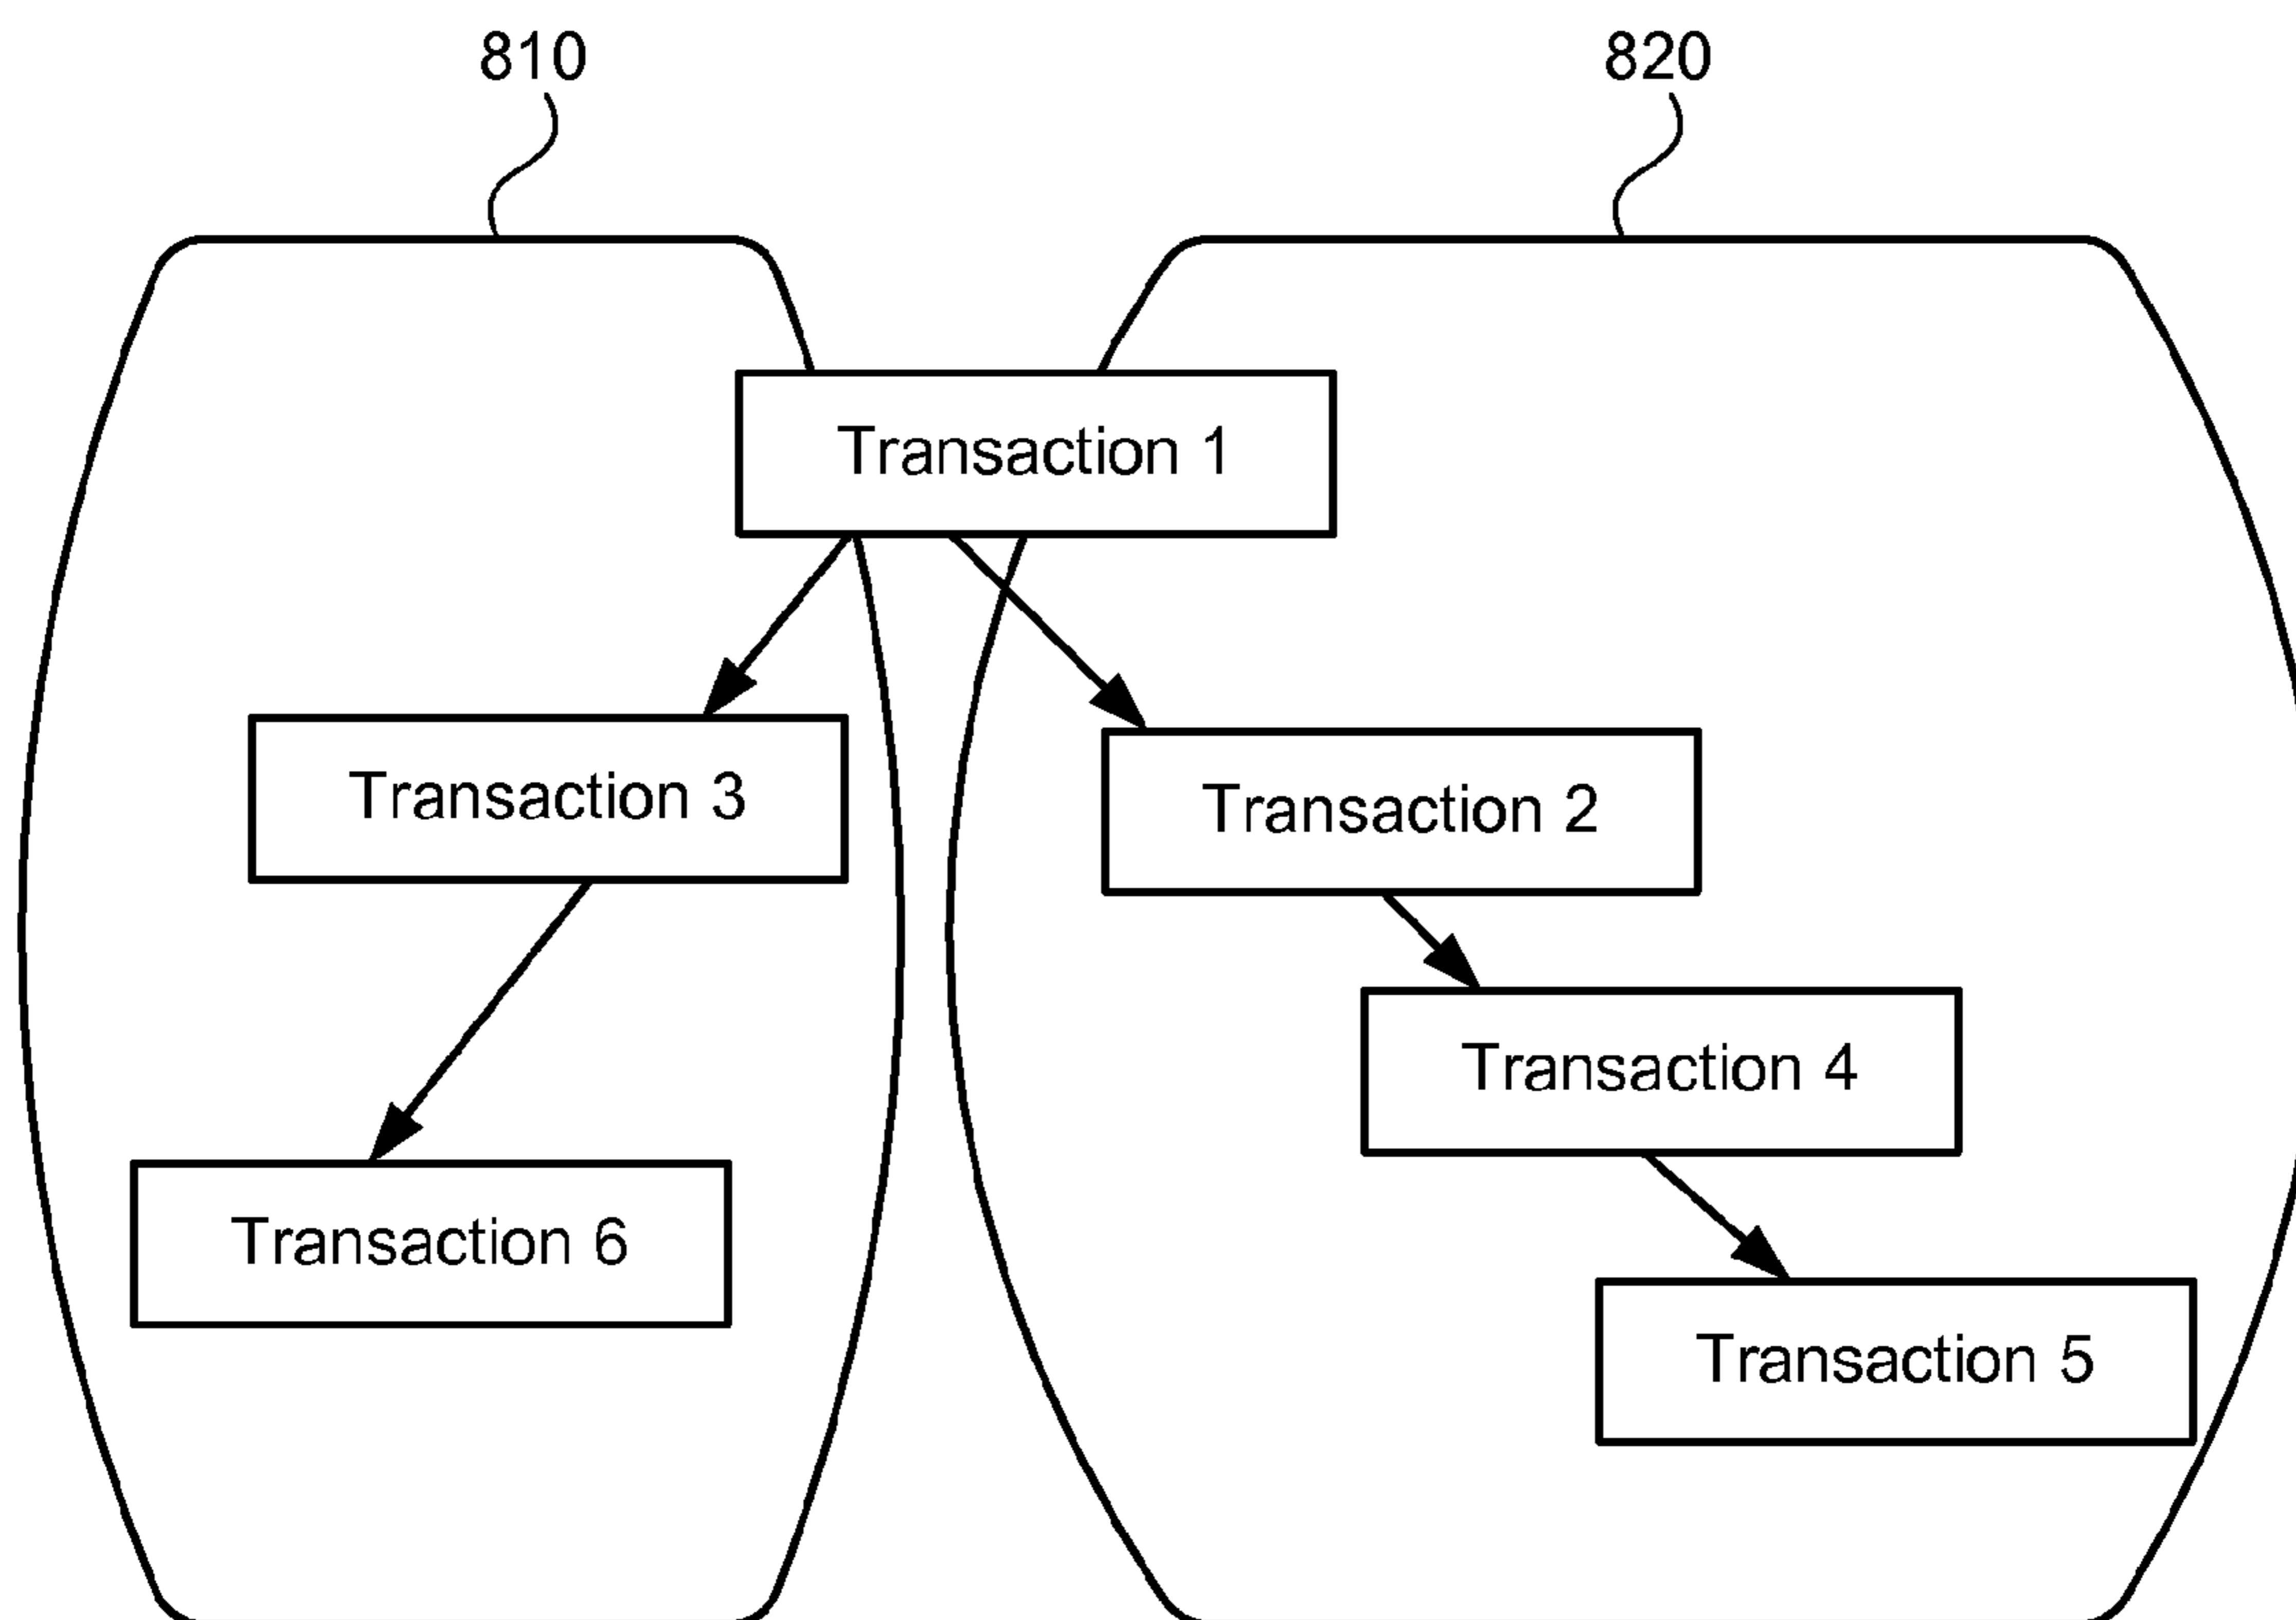 810
820
Transaction 1
Transaction 3
Transaction 2
Transaction 4
Transaction 6
Transaction 5